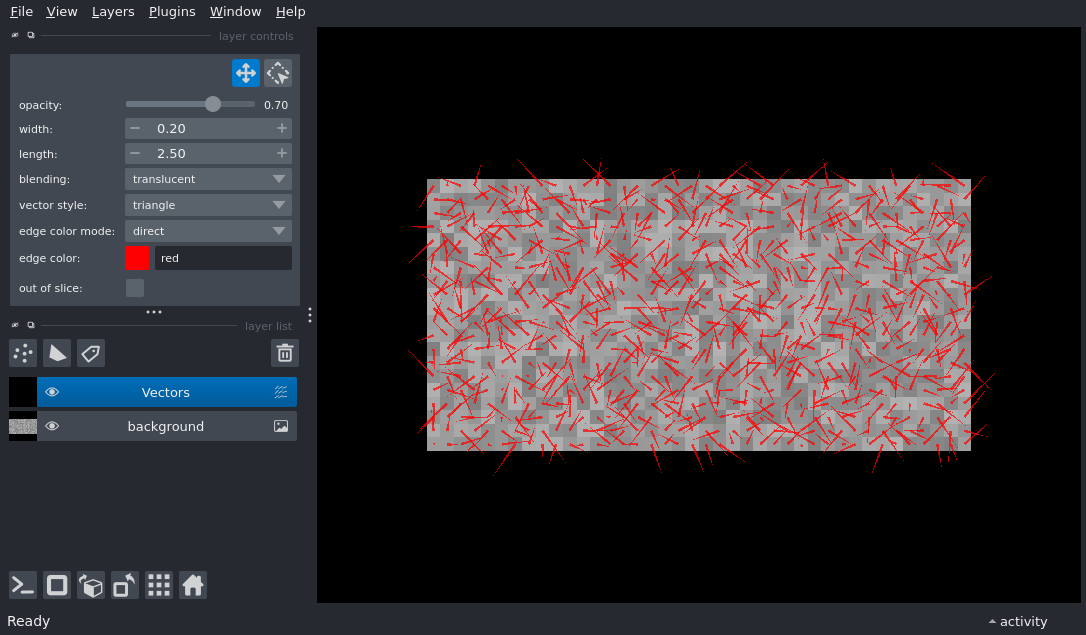 File View Layers Plugins Window Help
layer controls
opacity: 0.70
width: 0.20
length: 2.50
blending: translucent
vector style: triangle
edge color mode: direct
edge color: red
out of slice:
layer list
Vectors
background
Ready
activity